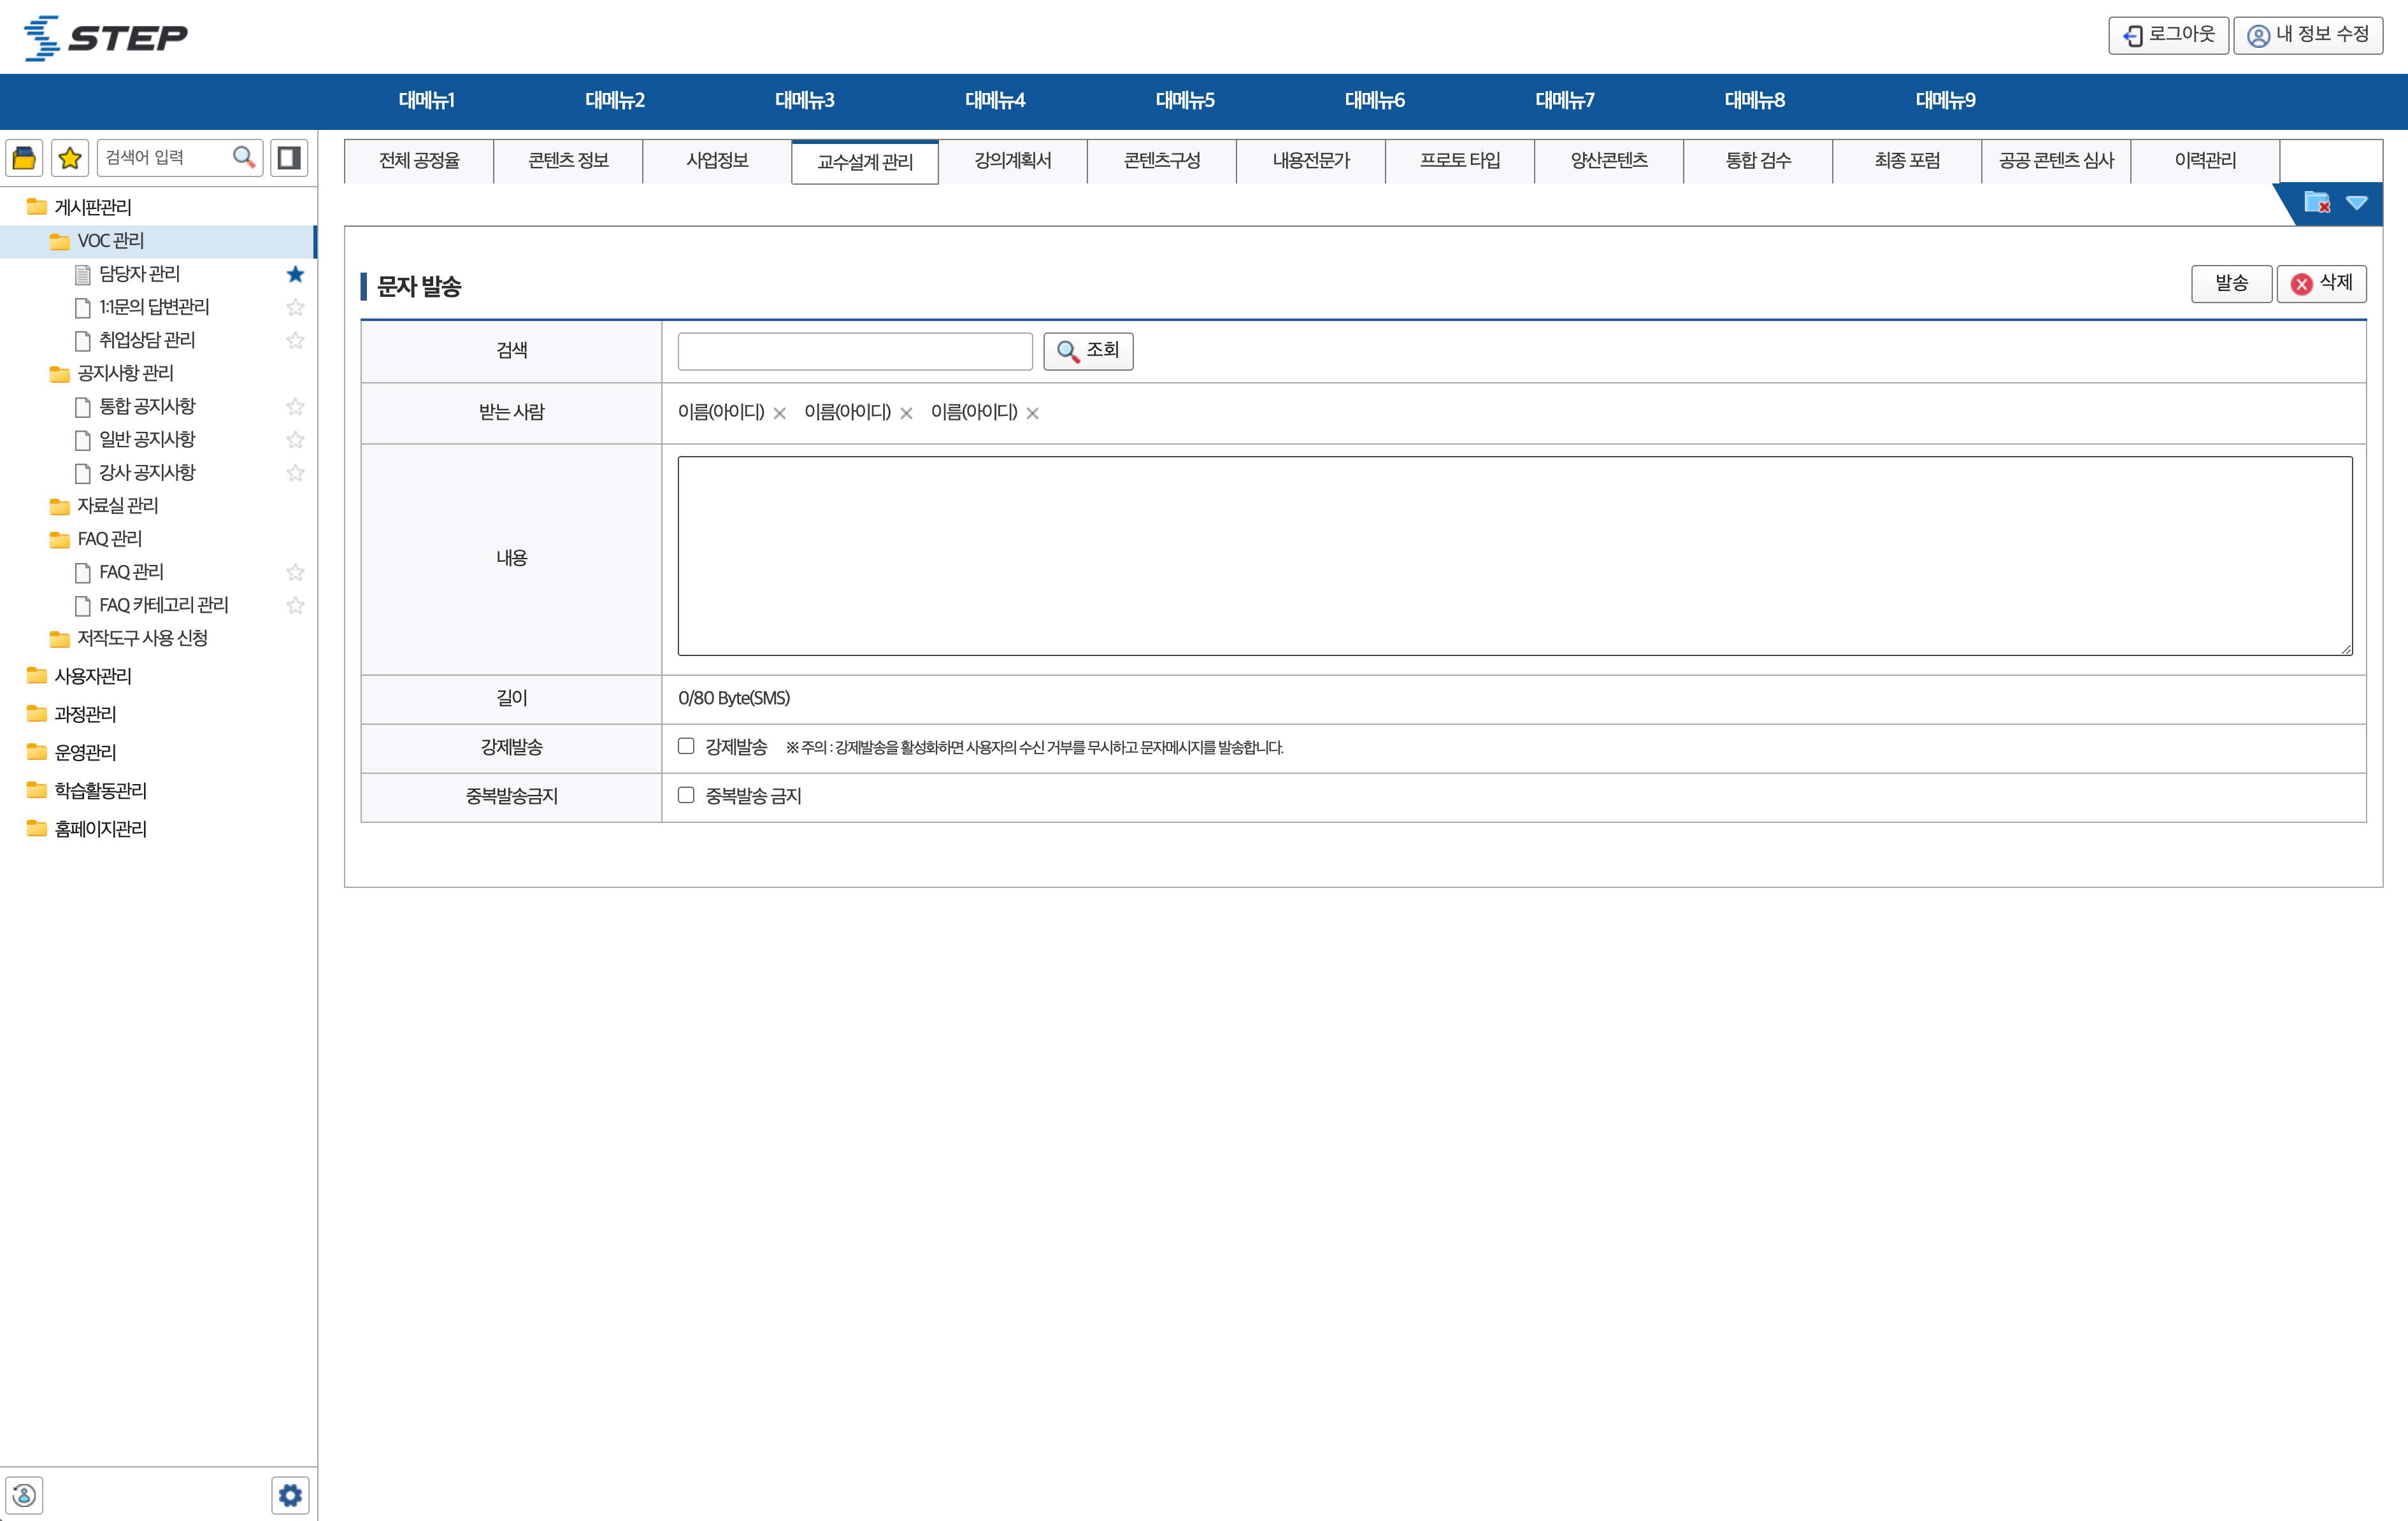 STEP
로그아웃 내 정보 수정
대메뉴1 대메뉴2 대메뉴3 대메뉴4 대메뉴5 대메뉴6 대메뉴7 대메뉴8 대메뉴9
검색어 입력
게시판관리
VOC 관리
담당자 관리
1:1문의 답변관리
취업상담 관리
공지사항 관리
통합 공지사항
일반 공지사항
강사 공지사항
자료실 관리
FAQ 관리
FAQ 관리
FAQ 카테고리 관리
저작도구 사용 신청
사용자관리
과정관리
운영관리
학습활동관리
홈페이지관리
전체 공정율 콘텐츠 정보 사업정보 교수설계 관리 강의계획서 콘텐츠구성 내용전문가 프로토 타입 양산콘텐츠 통합 검수 최종 포럼 공공 콘텐츠 심사 이력관리
문자 발송
발송 삭제
검색 조회
받는 사람 이름(아이디) 이름(아이디) 이름(아이디)
내용
길이 0/80 Byte(SMS)
강제발송 강제발송 ※ 주의 : 강제발송을 활성화하면 사용자의 수신 거부를 무시하고 문자메시지를 발송합니다.
중복발송금지 중복발송 금지